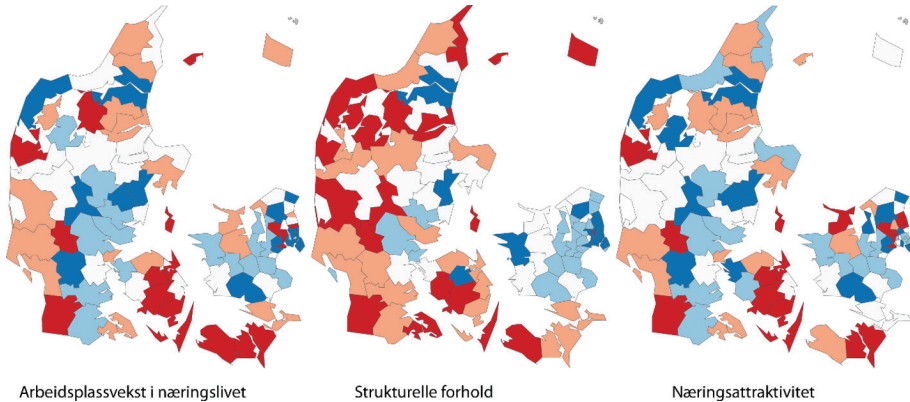 Arbeidsplassvekst i næringslivet
Strukturelle forhold
Næringsattraktivitet